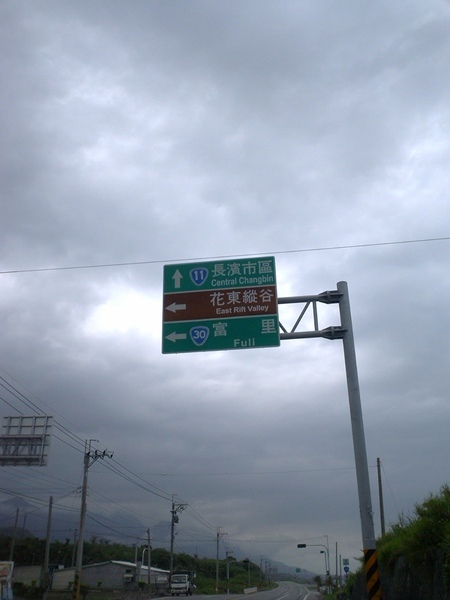 11 長濱市區
Central Changbin
花東縱谷
East Rift Valley
30 富 里
Full